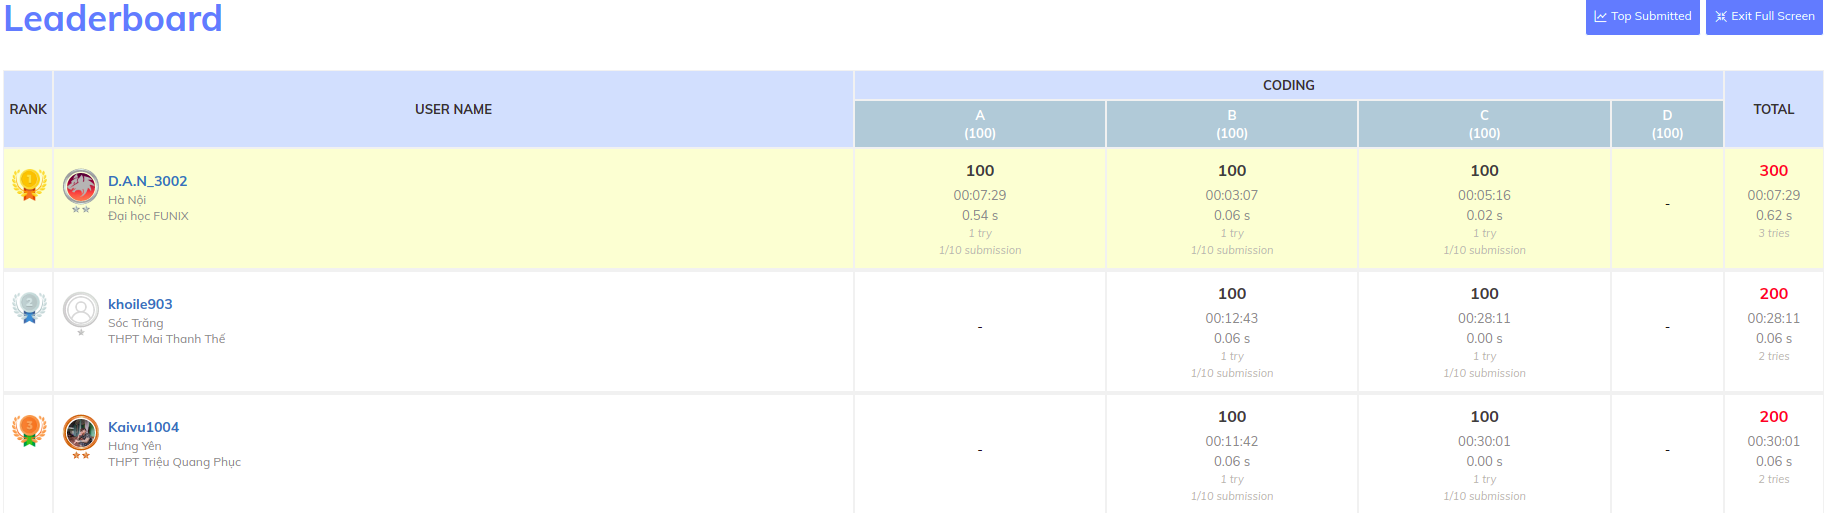 Leaderboard
Top Submitted
Exit Full Screen
RANK
USER NAME
CODING
TOTAL
A
(100)
B
(100)
C
(100)
D
(100)
1
D.A.N_3002
Hà Nội
Đại học FUNIX
100
00:07:29
0.54 s
1 try
1/10 submission
100
00:03:07
0.06 s
1 try
1/10 submission
100
00:05:16
0.02 s
1 try
1/10 submission
-
300
00:07:29
0.62 s
3 tries
2
khoile903
Sóc Trăng
THPT Mai Thanh Thế
-
100
00:12:43
0.06 s
1 try
1/10 submission
100
00:28:11
0.00 s
1 try
1/10 submission
-
200
00:28:11
0.06 s
2 tries
3
Kaivu1004
Hưng Yên
THPT Triệu Quang Phục
-
100
00:11:42
0.06 s
1 try
1/10 submission
100
00:30:01
0.00 s
1 try
1/10 submission
-
200
00:30:01
0.06 s
2 tries